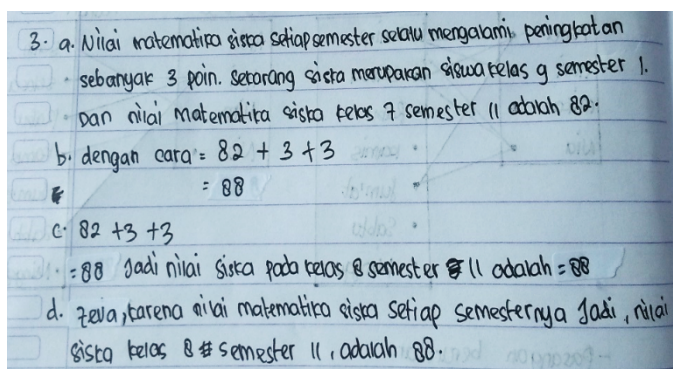 3. a. Nilai matematika siska setiap semester selalu mengalami peningkatan
sebanyak 3 poin. Sekarang siska merupakan siswa kelas 9 semester 1.
Dan nilai matematika siska kelas 7 semester 11 adalah 82.
b. dengan cara = 82 + 3 + 3
= 88
c. 82 + 3 + 3
= 88 Jadi nilai siska pada kelas 8 semester 11 adalah = 88
d. zeva, karena nilai matematika siska setiap semesternya Jadi, nilai
siska kelas 8 semester 11, adalah 88.